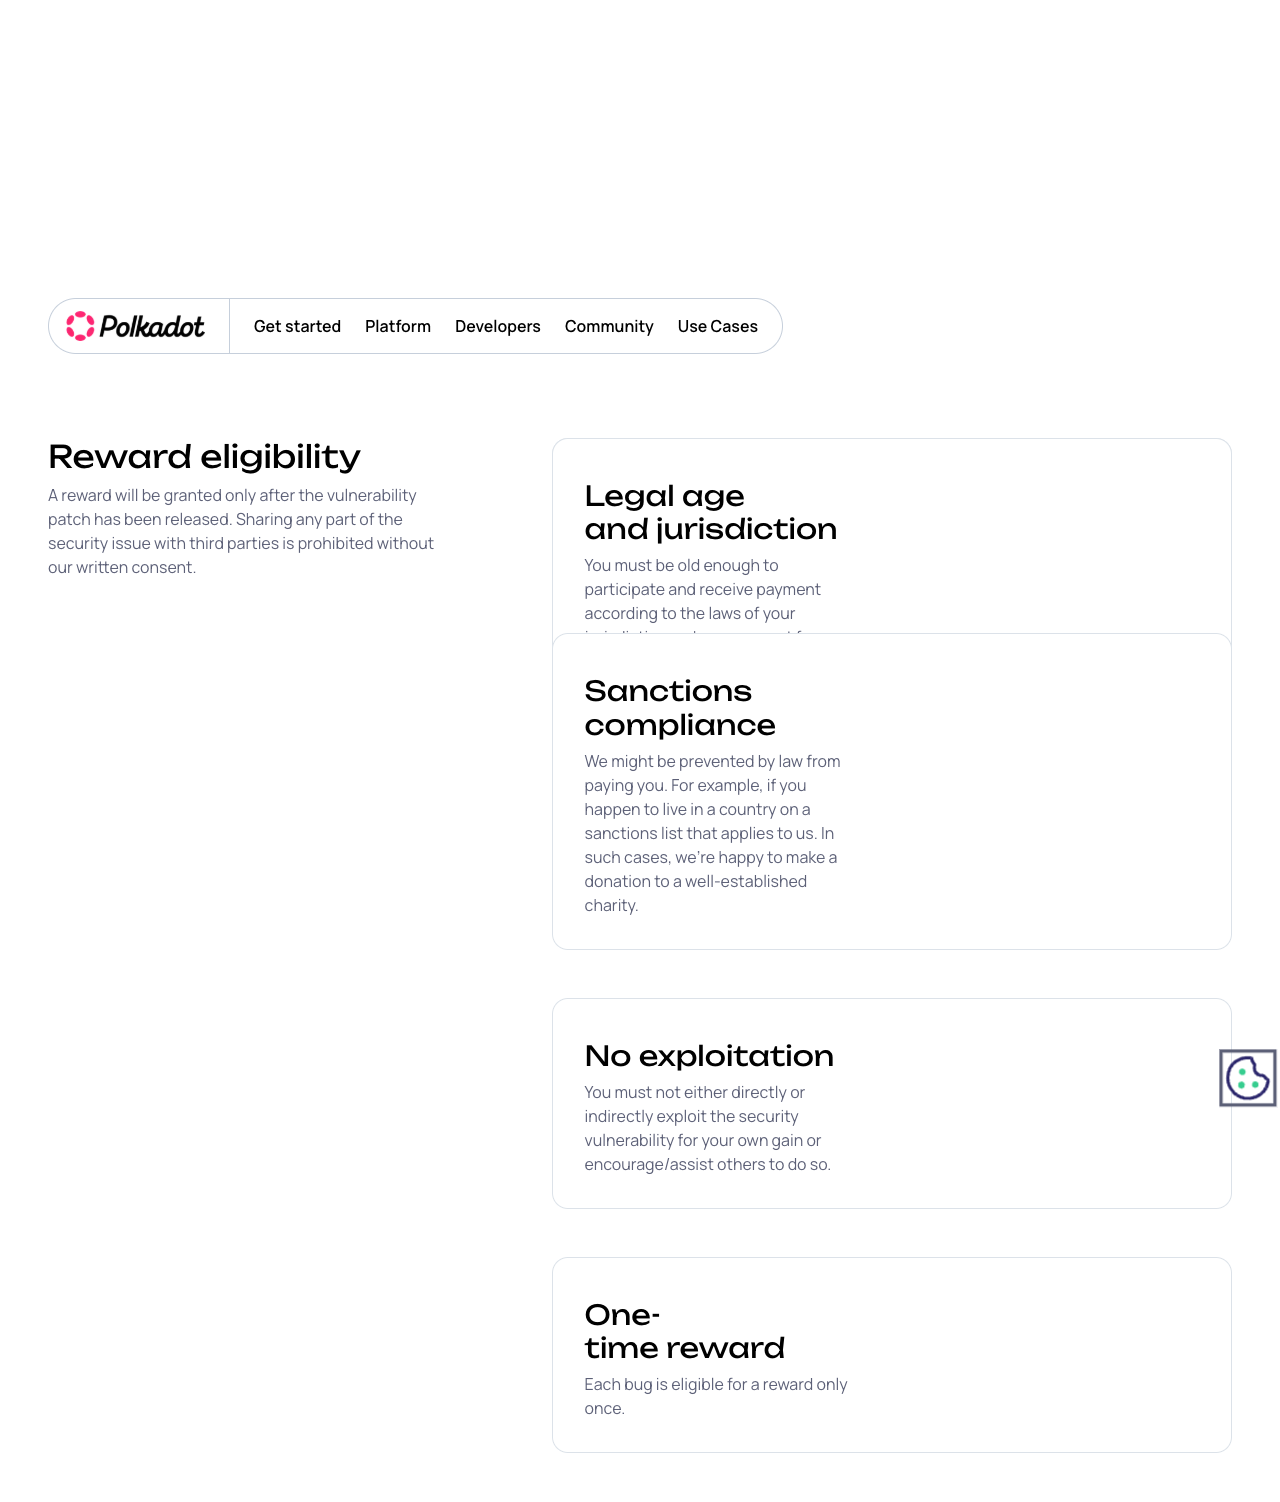 Polkadot
Get started
Platform
Developers
Community
Use Cases
Reward eligibility
A reward will be granted only after the vulnerability
patch has been released. Sharing any part of the
security issue with third parties is prohibited without
our written consent.
Legal age
and jurisdiction
You must be old enough to
participate and receive payment
according to the laws of your
Sanctions
compliance
We might be prevented by law from
paying you. For example, if you
happen to live in a country on a
sanctions list that applies to us. In
such cases, we're happy to make a
donation to a well-established
charity.
No exploitation
You must not either directly or
indirectly exploit the security
vulnerability for your own gain or
encourage/assist others to do so.
One-
time reward
Each bug is eligible for a reward only
once.